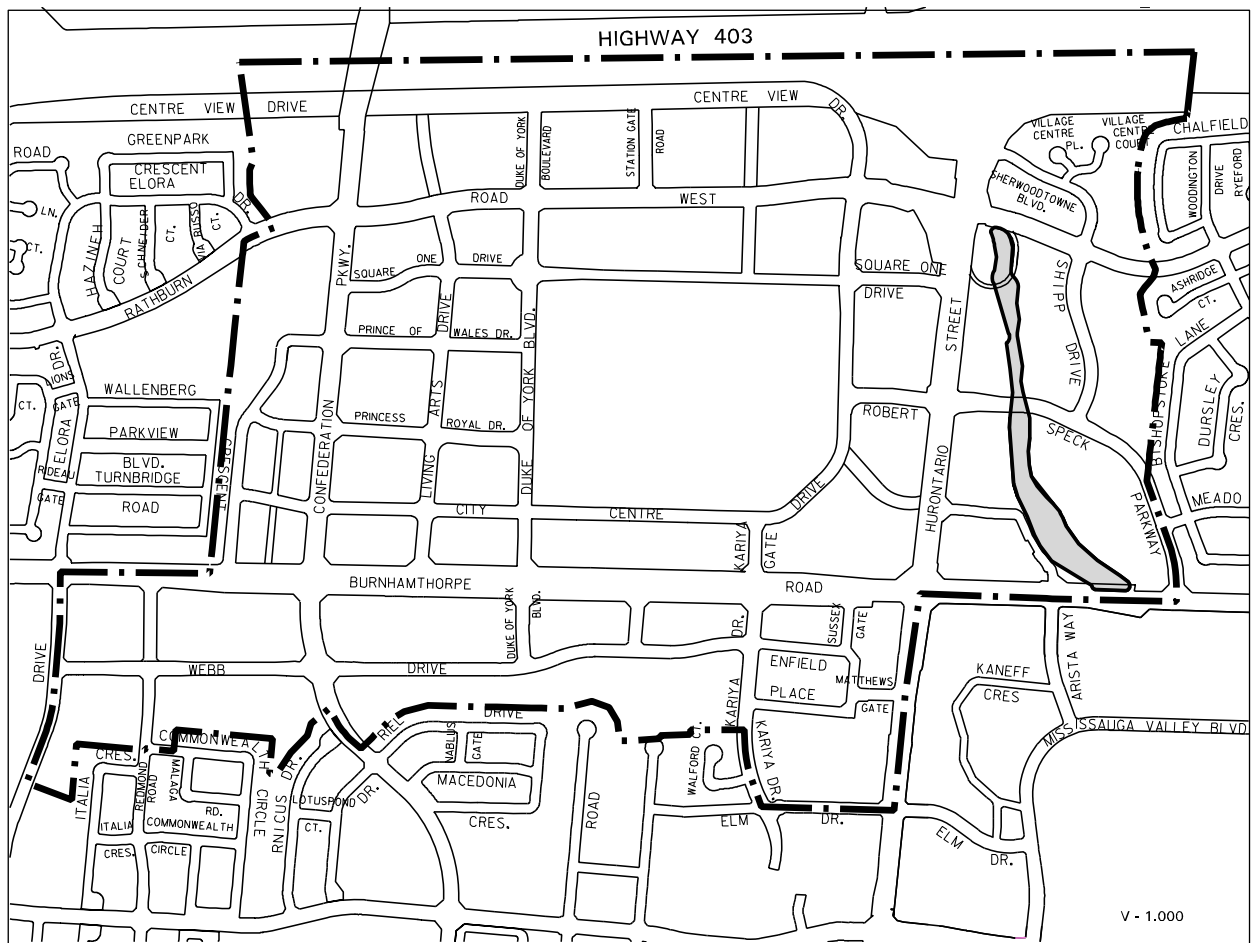 HIGHWAY 403
CENTRE VIEW DRIVE
CENTRE VIEW
DR.
GREENPARK
ROAD
CRESCENT
ELORA
DR.
DUKE OF YORK
BOULEVARD
STATION GATE
ROAD
VILLAGE
CENTRE
PL.
VILLAGE
CENTRE
COURT
CHALFIELD
WOODINGTON
DRIVE
RYEFORD
SHERWOODTOWNE
BLVD.
ROAD
WEST
LN.
CT.
HAZINEH
COURT
SCHNEIDER
CT.
VIA RUSSO
CT.
RATHBURN
PKWY.
SQUARE ONE DRIVE
SQUARE ONE
DRIVE
SHIPP
DRIVE
ASHRIDGE
CT.
LANE
BISHOPSTOKE
PRINCE OF WALES DR.
DRIVE
BLVD.
STREET
DR.
LIONS
GATE
CT.
ELORA
WALLENBERG
PARKVIEW
BLVD.
TURNBRIDGE
ROAD
RIDEAU
GATE
CRESCENT
CONFEDERATION
PRINCESS ROYAL DR.
ARTS
LIVING
DUKE OF YORK
ROBERT
SPECK
PARKWAY
DURSLEY
CRES.
MEADO
HURONTARIO
CITY CENTRE
DRIVE
KARIYA
GATE
BURNHAMTHORPE ROAD
DUKE OF YORK
BLVD.
DRIVE
WEBB DRIVE
DR.
KARIYA
SUSSEX
GATE
ENFIELD
PLACE
MATTHEWS
GATE
KANEFF
CRES
ARISTA WAY
MISSISSAUGA VALLEY BLVD
RIEL
DRIVE
NABLUS
GATE
MACEDONIA
CRES.
COMMONWEALTH
CIRCLE
CRES.
ITALIA
REDMOND
ROAD
MALAGA
RD.
COMMONWEALTH
CIRCLE
ITALIA
CRES.
DR.
LOTUSPOND
CT.
DR.
ROAD
WALFORD CT.
KARIYA DR.
ELM DR.
ELM
DR.
V - 1.000